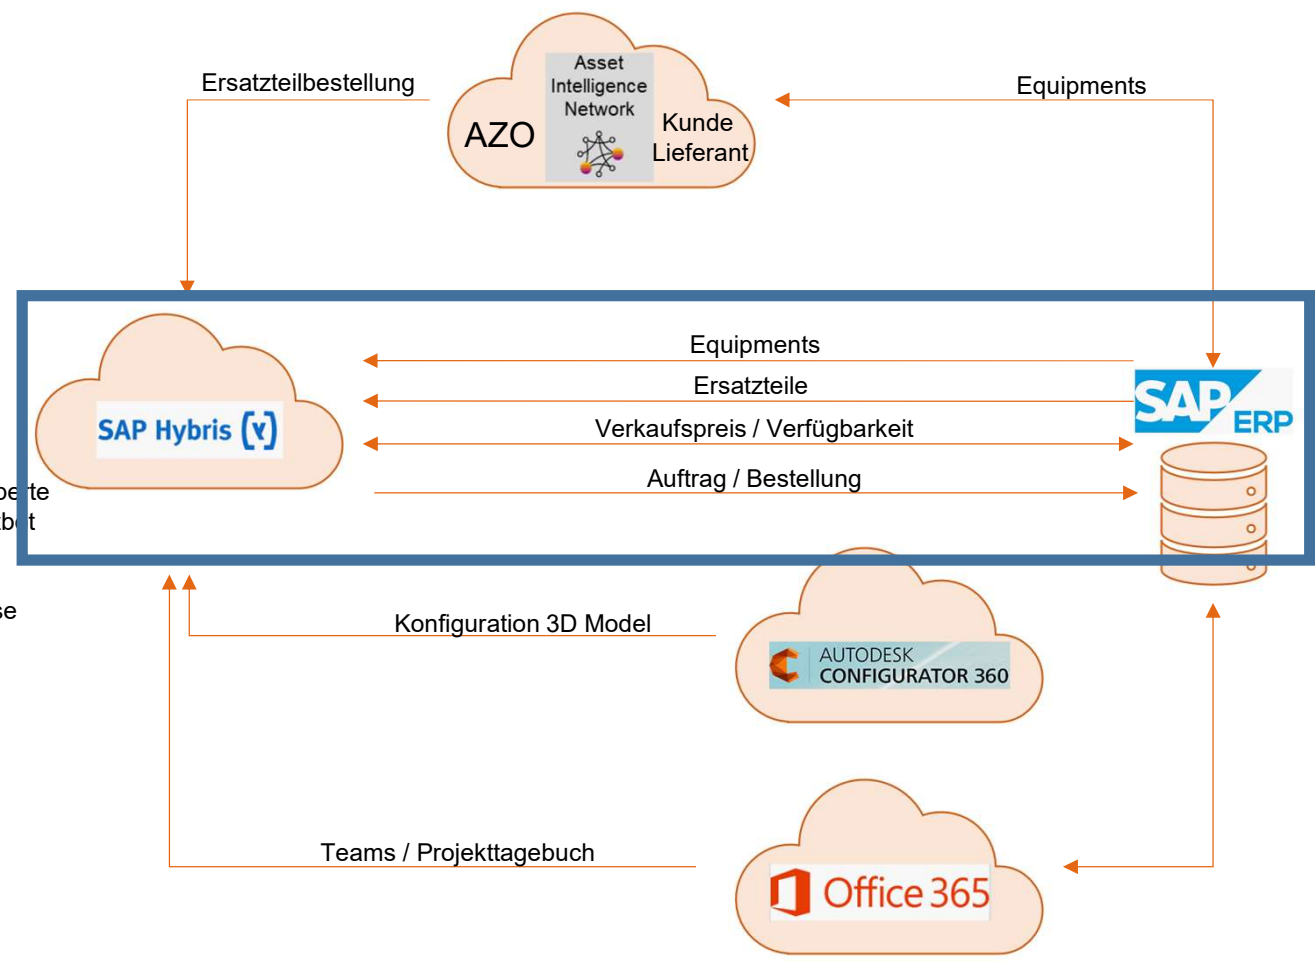 Ersatzteilbestellung
Asset
Intelligence
Network
AZO
Kunde
Lieferant
Equipments
Equipments
Ersatzteile
Verkaufspreis / Verfügbarkeit
Auftrag / Bestellung
SAP Hybris (Y)
SAP
ERP
Konfiguration 3D Model
AUTODESK
CONFIGURATOR 360
Teams / Projekttagebuch
Office 365